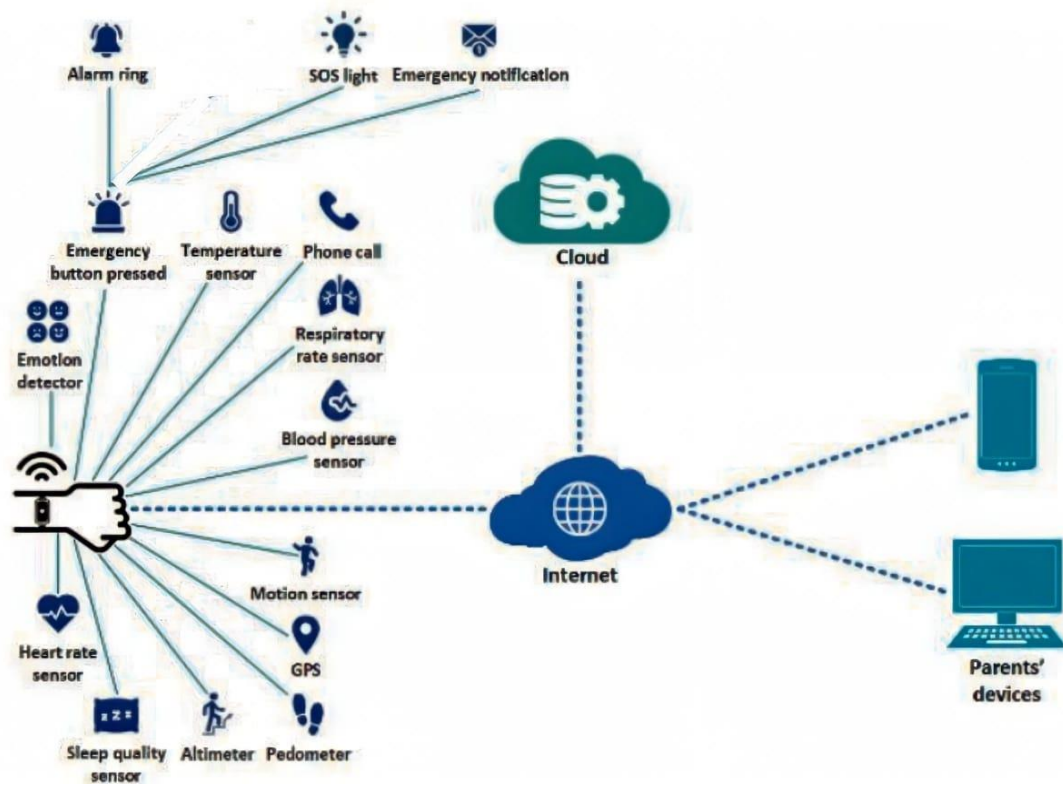 Alarm ring
SOS light
Emergency notification
Emergency
button pressed
Temperature
sensor
Phone call
Cloud
Emotion
detector
Respiratory
rate sensor
Blood pressure
sensor
Internet
Motion sensor
Heart rate
sensor
GPS
Parents'
devices
z z z
Sleep quality
sensor
Altimeter
Pedometer